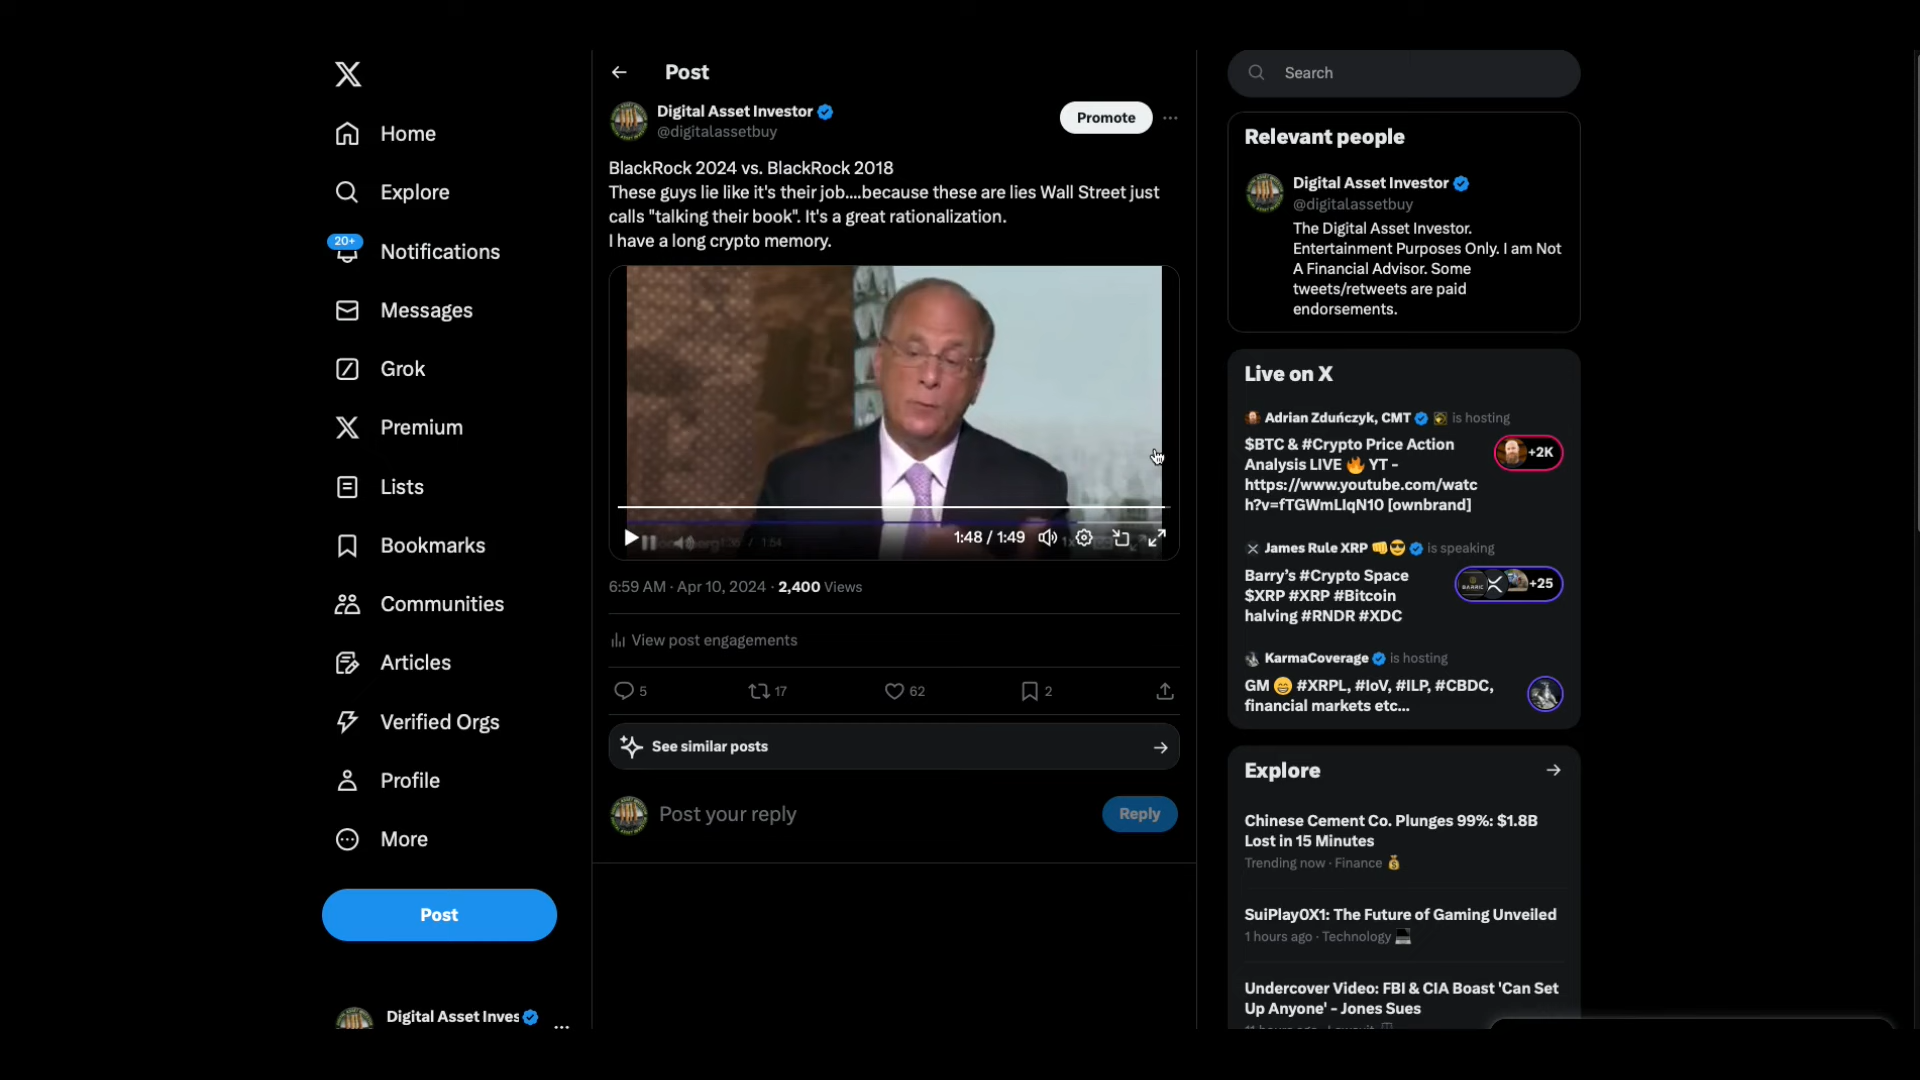 Home
Explore
20+
Notifications
Messages
Grok
Premium
Lists
Bookmarks
Communities
Articles
Verified Orgs
Profile
More
Post
Digital Asset Inves
Post
Digital Asset Investor
@digitalassetbuy
Promote
BlackRock 2024 vs. BlackRock 2018
These guys lie like it's their job....because these are lies Wall Street just
calls "talking their book". It's a great rationalization.
I have a long crypto memory.
1:48 / 1:49
6:59 AM · Apr 10, 2024 · 2,400 Views
View post engagements
5
17
62
2
See similar posts
Post your reply
Reply
Search
Relevant people
Digital Asset Investor
@digitalassetbuy
The Digital Asset Investor.
Entertainment Purposes Only. I am Not
A Financial Advisor. Some
tweets/retweets are paid
endorsements.
Live on X
Adrian Zduńczyk, CMT is hosting
$BTC & #Crypto Price Action
Analysis LIVE 🔥 YT -
https://www.youtube.com/watc
h?v=fTGWmLIqN10 [ownbrand]
+2K
James Rule XRP 👊😎 is speaking
Barry's #Crypto Space
$XRP #XRP #Bitcoin
halving #RNDR #XDC
+25
KarmaCoverage is hosting
GM 😁 #XRPL, #IoV, #ILP, #CBDC,
financial markets etc...
Explore
Chinese Cement Co. Plunges 99%: $1.8B
Lost in 15 Minutes
Trending now · Finance 💰
SuiPlay0X1: The Future of Gaming Unveiled
1 hours ago · Technology 💻
Undercover Video: FBI & CIA Boast 'Can Set
Up Anyone' - Jones Sues